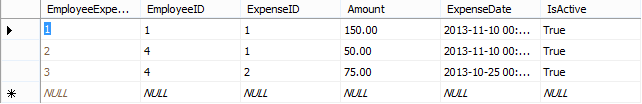 EmployeeExpe... EmployeeID ExpenseID Amount ExpenseDate IsActive
1 1 1 150.00 2013-11-10 00:... True
2 4 1 50.00 2013-11-10 00:... True
3 4 2 75.00 2013-10-25 00:... True
NULL NULL NULL NULL NULL NULL